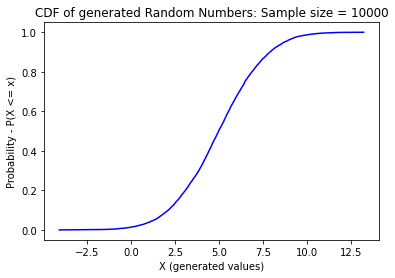 CDF of generated Random Numbers: Sample size = 10000
Probability - P(X <= x)
1.0
0.8
0.6
0.4
0.2
0.0
−2.5 0.0 2.5 5.0 7.5 10.0 12.5
X (generated values)